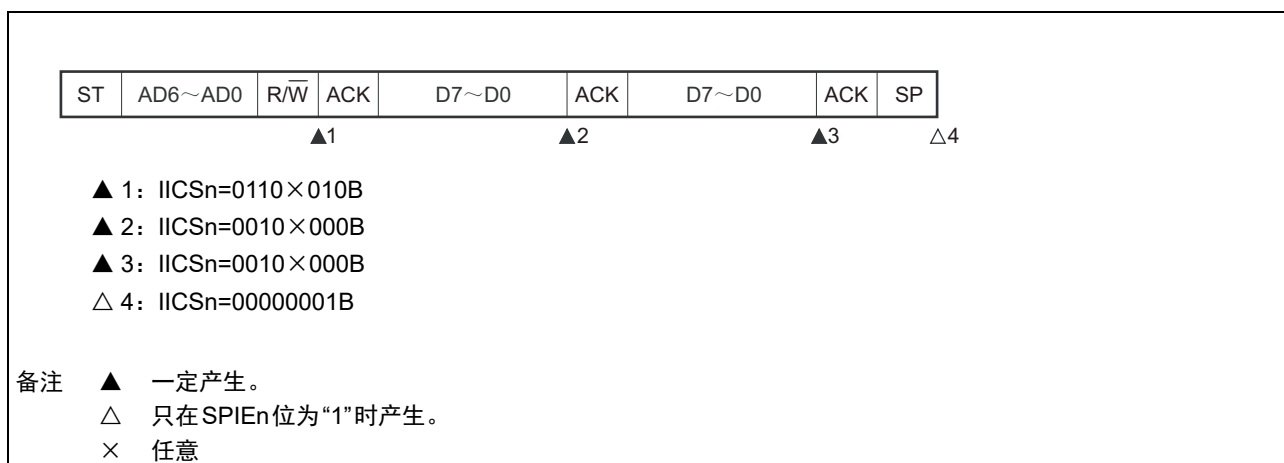 ST AD6～AD0 R/W̅ ACK D7～D0 ACK D7～D0 ACK SP
▲1 ▲2 ▲3 △4
▲ 1：IICSn=0110×010B
▲ 2：IICSn=0010×000B
▲ 3：IICSn=0010×000B
△ 4：IICSn=00000001B
备注 ▲ 一定产生。
△ 只在SPIEn位为“1”时产生。
× 任意